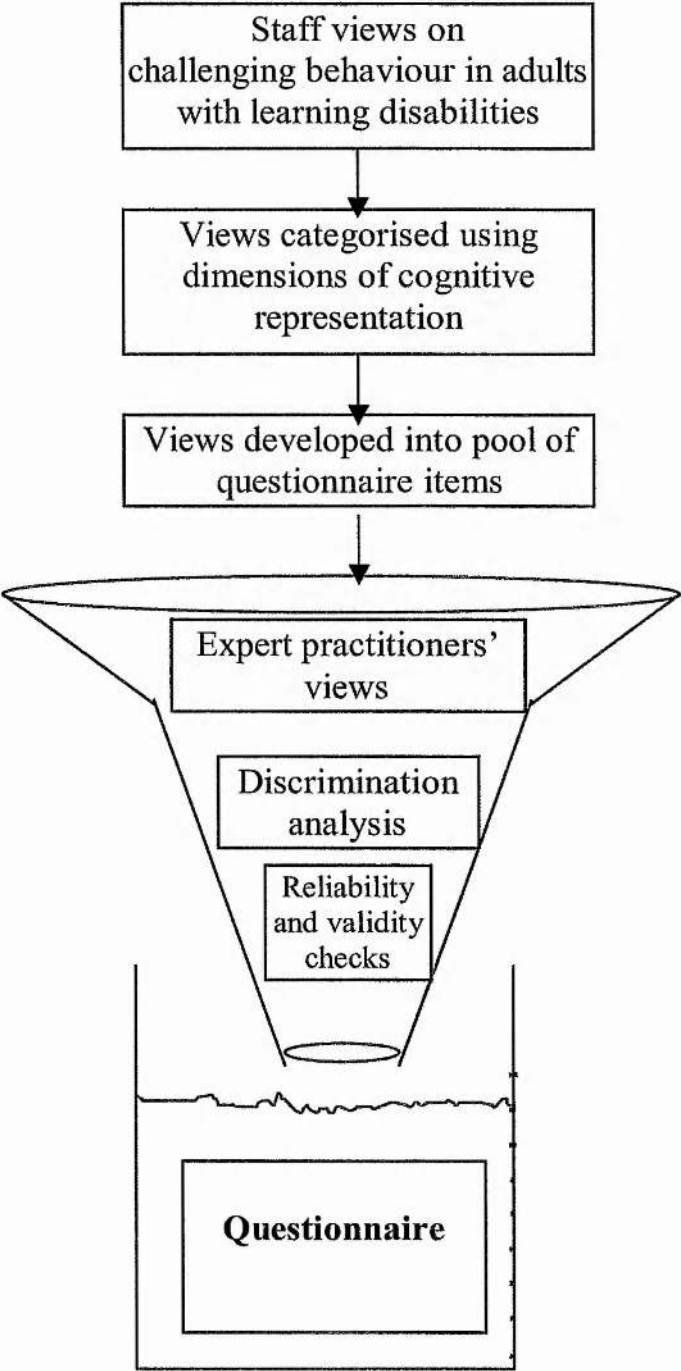 Staff views on
challenging behaviour in adults
with learning disabilities
Views categorised using
dimensions of cognitive
representation
Views developed into pool of
questionnaire items
Expert practitioners’
views
Discrimination
analysis
Reliability
and validity
checks
Questionnaire